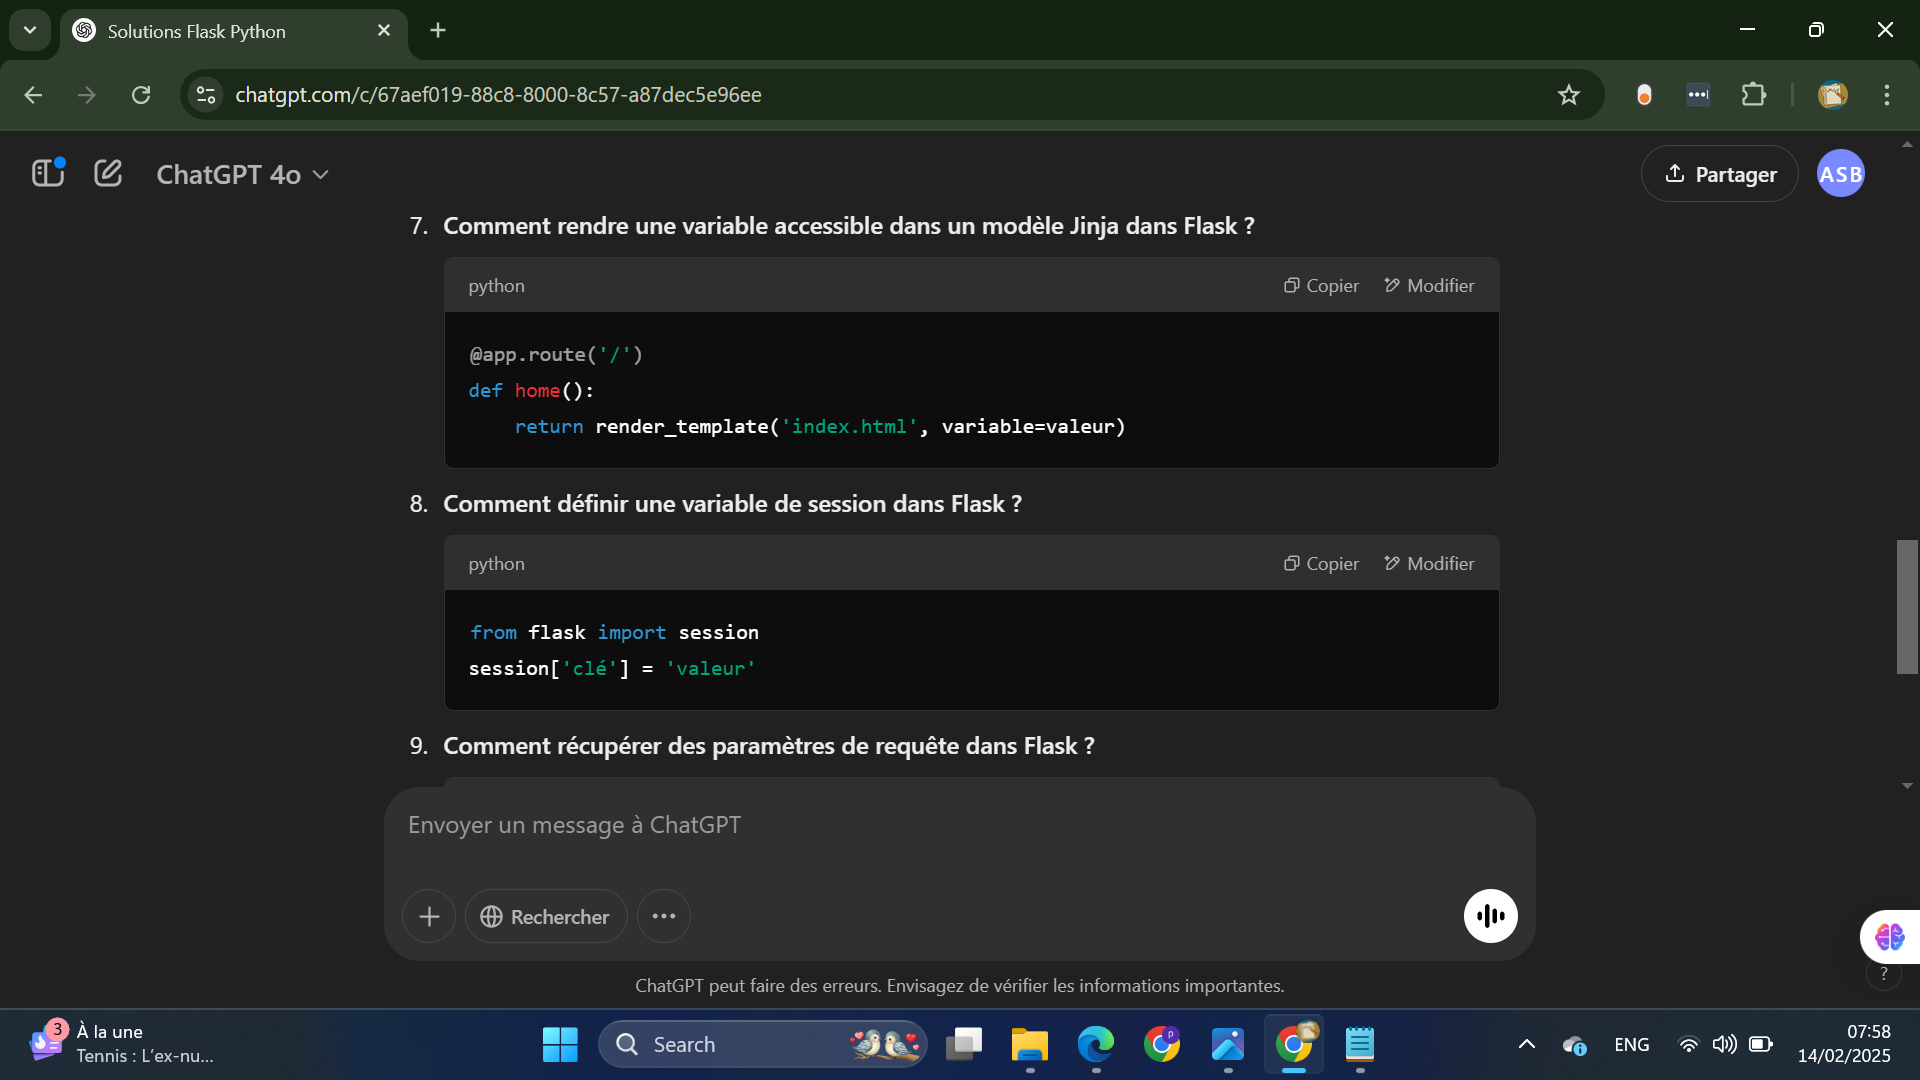 Solutions Flask Python
chatgpt.com/c/67aef019-88c8-8000-8c57-a87dec5e96ee
ChatGPT 4o
Partager
ASB
7. Comment rendre une variable accessible dans un modèle Jinja dans Flask ?
python
Copier
Modifier
@app.route('/')
def home():
    return render_template('index.html', variable=valeur)
8. Comment définir une variable de session dans Flask ?
python
Copier
Modifier
from flask import session
session['clé'] = 'valeur'
9. Comment récupérer des paramètres de requête dans Flask ?
Envoyer un message à ChatGPT
Rechercher
ChatGPT peut faire des erreurs. Envisagez de vérifier les informations importantes.
?
3
À la une
Tennis : L'ex-nu...
Search
P
ENG
07:58
14/02/2025